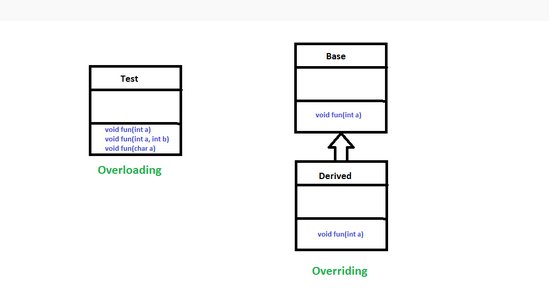 Test
void fun(int a)
void fun(int a, int b)
void fun(char a)
Overloading
Base
void fun(int a)
Derived
void fun(int a)
Overriding